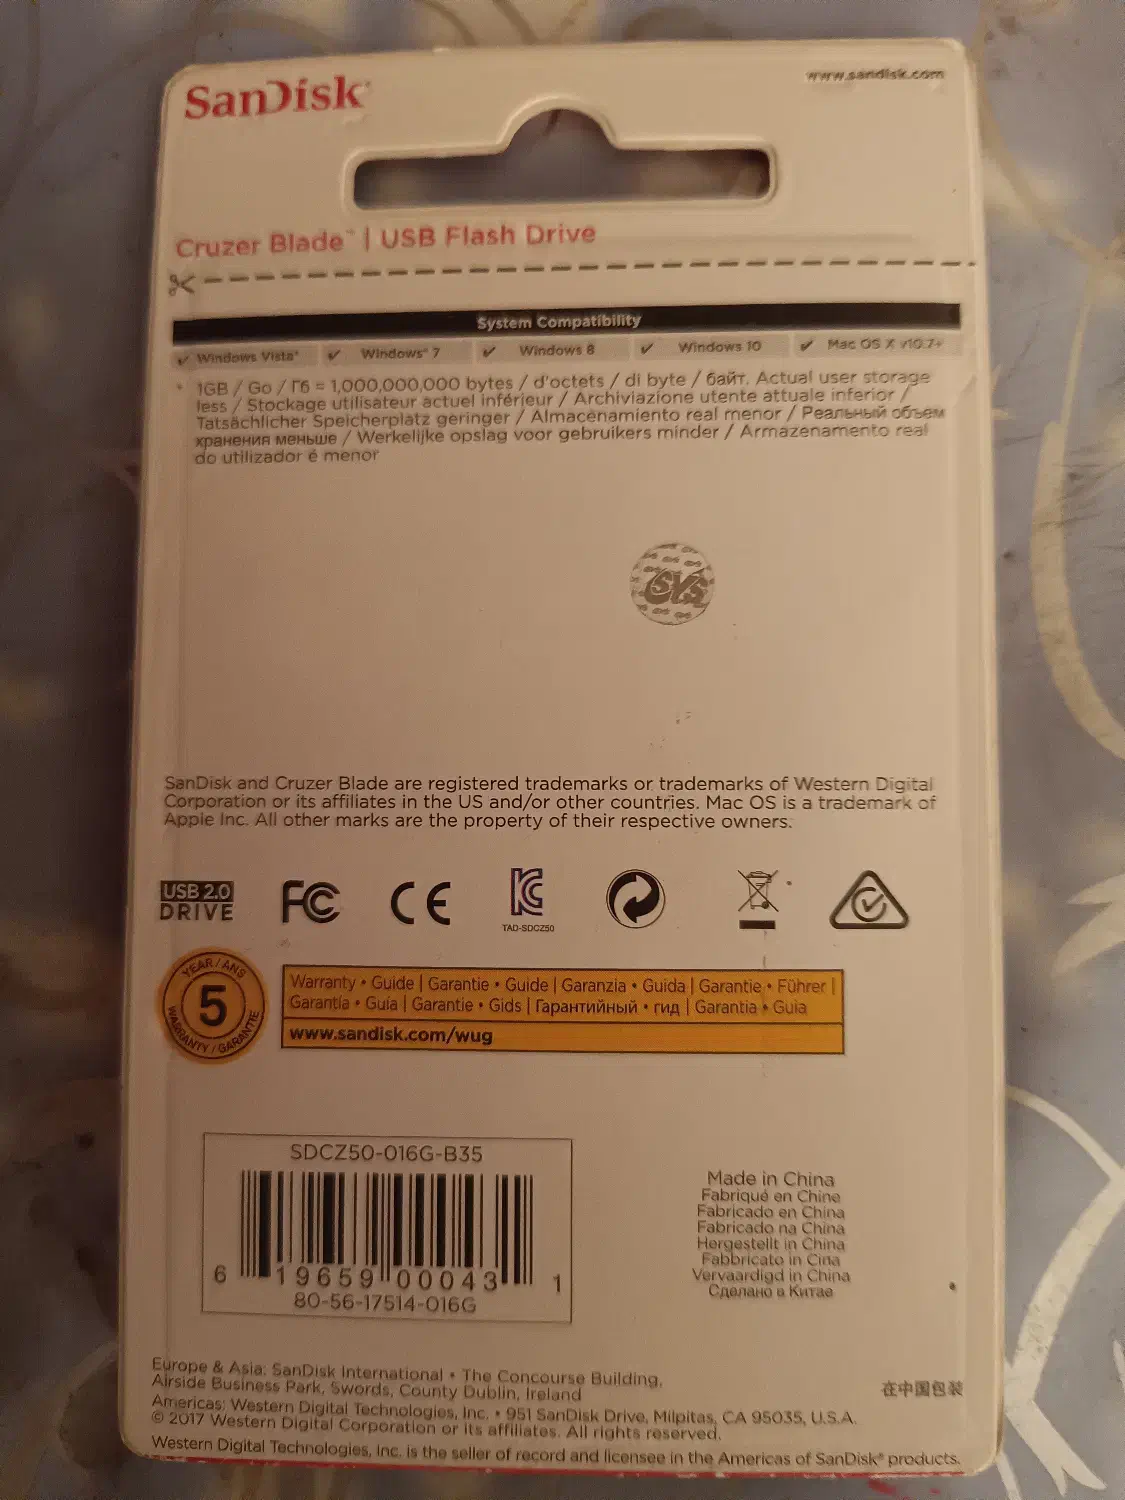 SanDisk
www.sandisk.com
Cruzer Blade™ | USB Flash Drive
System Compatibility
✓ Windows Vista® ✓ Windows® 7 ✓ Windows 8 ✓ Windows 10 ✓ Mac OS X v10.7+
* 1GB / Go / Гб = 1,000,000,000 bytes / d'octets / di byte / байт. Actual user storage
less / Stockage utilisateur actuel inférieur / Archiviazione utente attuale inferior /
Tatsächlicher Speicherplatz geringer / Almacenamiento real menor / Реальный объем
хранения меньше / Werkelijke opslag voor gebruikers minder / Armazenamento real
do utilizador é menor
SYS
SanDisk and Cruzer Blade are registered trademarks or trademarks of Western Digital
Corporation or its affiliates in the US and/or other countries. Mac OS is a trademark of
Apple Inc. All other marks are the property of their respective owners.
USB 2.0
DRIVE
FC CE
TAD-SDCZ50
YEAR / ANS
5
WARRANTY / GARANTIE
Warranty • Guide | Garantie • Guide | Garanzia • Guida | Garantie • Führer |
Garantía • Guía | Garantie • Gids | Гарантийный • гид | Garantia • Guia
www.sandisk.com/wug
SDCZ50-016G-B35
6 19659 00043 1
80-56-17514-016G
Made in China
Fabriqué en Chine
Fabricado en China
Fabricado na China
Hergestellt in China
Fabbricato in Cina
Vervaardigd in China
Сделано в Китае
Europe & Asia: SanDisk International • The Concourse Building,
Airside Business Park, Swords, County Dublin, Ireland
Americas: Western Digital Technologies, Inc. • 951 SanDisk Drive, Milpitas, CA 95035, U.S.A.
© 2017 Western Digital Corporation or its affiliates. All rights reserved.
Western Digital Technologies, Inc. is the seller of record and licensee in the Americas of SanDisk® products.
在中国包装